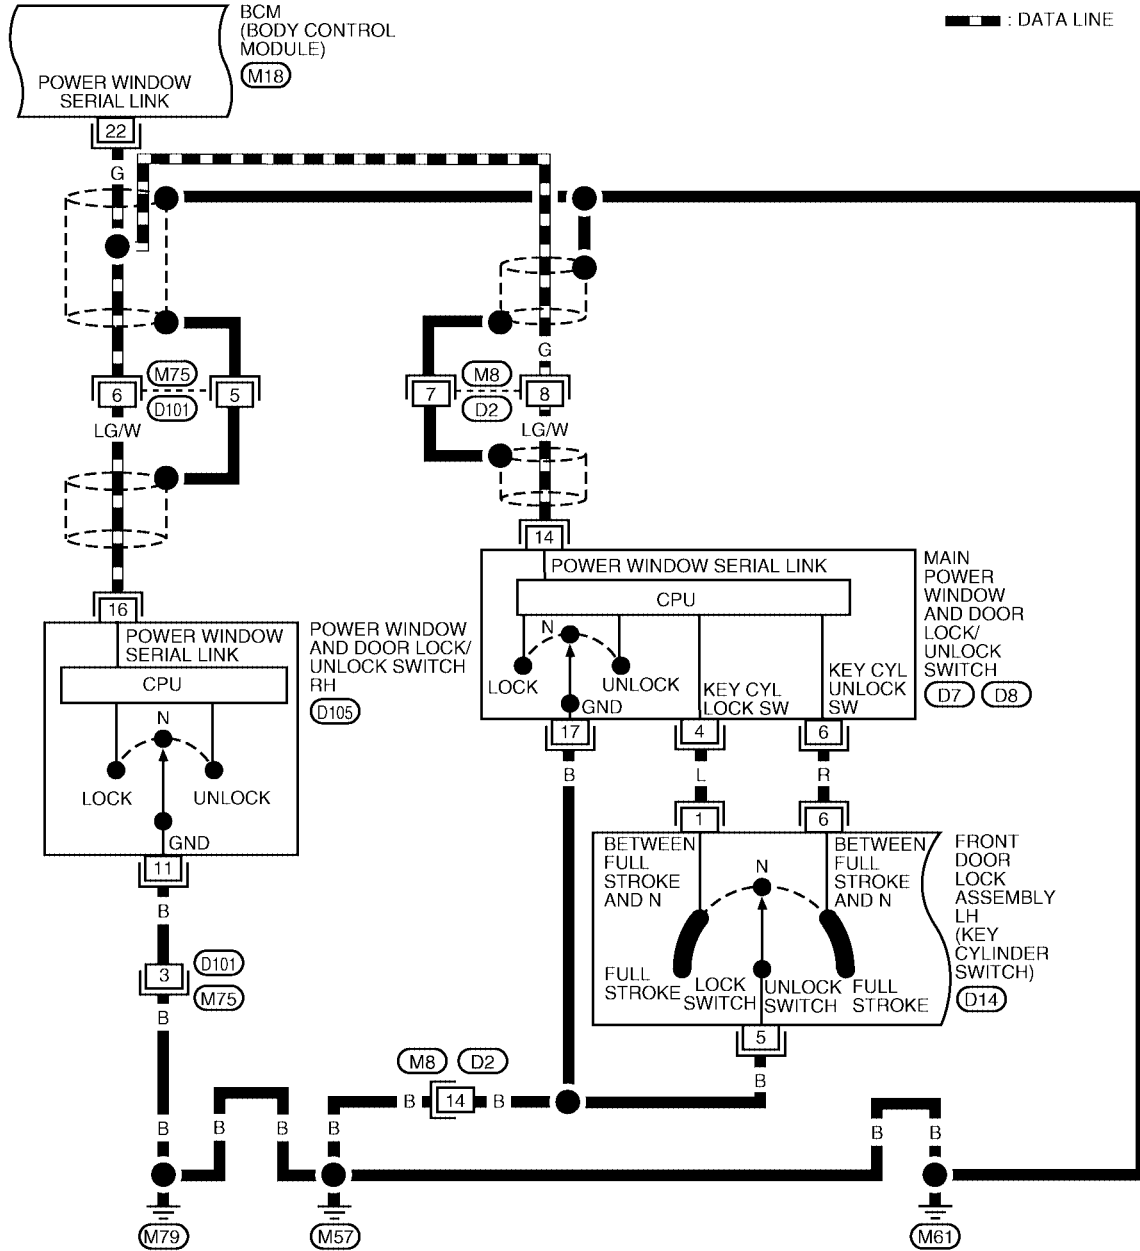 BCM
(BODY CONTROL
MODULE)
M18
: DATA LINE
POWER WINDOW
SERIAL LINK
22
G
G
M75
D101
6
5
LG/W
M8
D2
7
8
LG/W
14
16
POWER WINDOW SERIAL LINK
CPU
N
LOCK
UNLOCK
GND
KEY CYL
LOCK SW
KEY CYL
UNLOCK
SW
MAIN
POWER
WINDOW
AND DOOR
LOCK/
UNLOCK
SWITCH
D7 D8
POWER WINDOW
SERIAL LINK
CPU
N
LOCK
UNLOCK
GND
POWER WINDOW
AND DOOR LOCK/
UNLOCK SWITCH
RH
D105
17
4
6
B
L
R
1
6
BETWEEN
FULL
STROKE
AND N
N
BETWEEN
FULL
STROKE
AND N
FULL
STROKE
LOCK
SWITCH
UNLOCK
SWITCH
FULL
STROKE
FRONT
DOOR
LOCK
ASSEMBLY
LH
(KEY
CYLINDER
SWITCH)
D14
11
B
3
D101
M75
B
5
B
M8 D2
B 14 B
B
B
B
B
B
B
M79
M57
M61